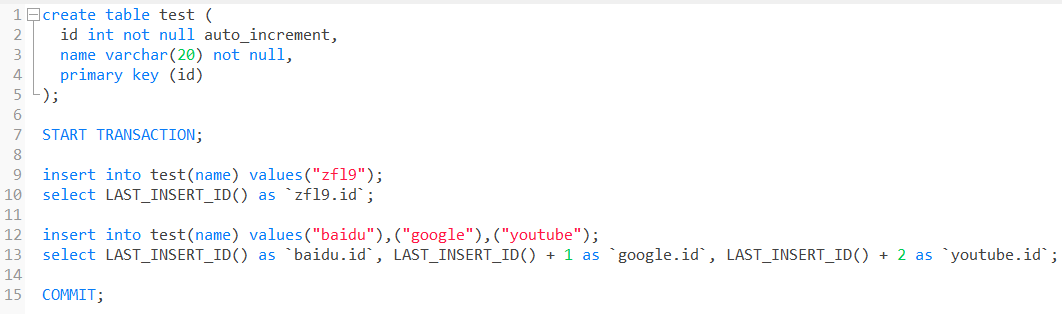 1 create table test (
2 id int not null auto_increment,
3 name varchar(20) not null,
4 primary key (id)
5 );
6
7 START TRANSACTION;
8
9 insert into test(name) values("zfl9");
10 select LAST_INSERT_ID() as `zfl9.id`;
11
12 insert into test(name) values("baidu"),("google"),("youtube");
13 select LAST_INSERT_ID() as `baidu.id`, LAST_INSERT_ID() + 1 as `google.id`, LAST_INSERT_ID() + 2 as `youtube.id`;
14
15 COMMIT;